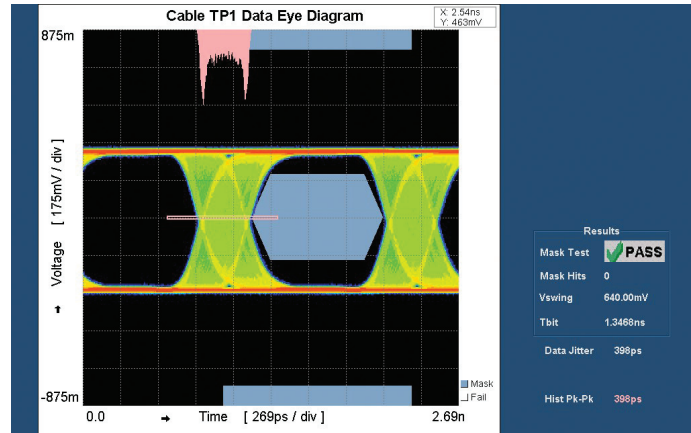 Cable TP1 Data Eye Diagram
X: 2.54ns
Y: 463mV
875m
Voltage [ 175mV / div ]
-875m
0.0
Time [ 269ps / div ]
2.69n
Mask
Fail
Results
Mask Test PASS
Mask Hits 0
Vswing 640.00mV
Tbit 1.3468ns
Data Jitter 398ps
Hist Pk-Pk 398ps